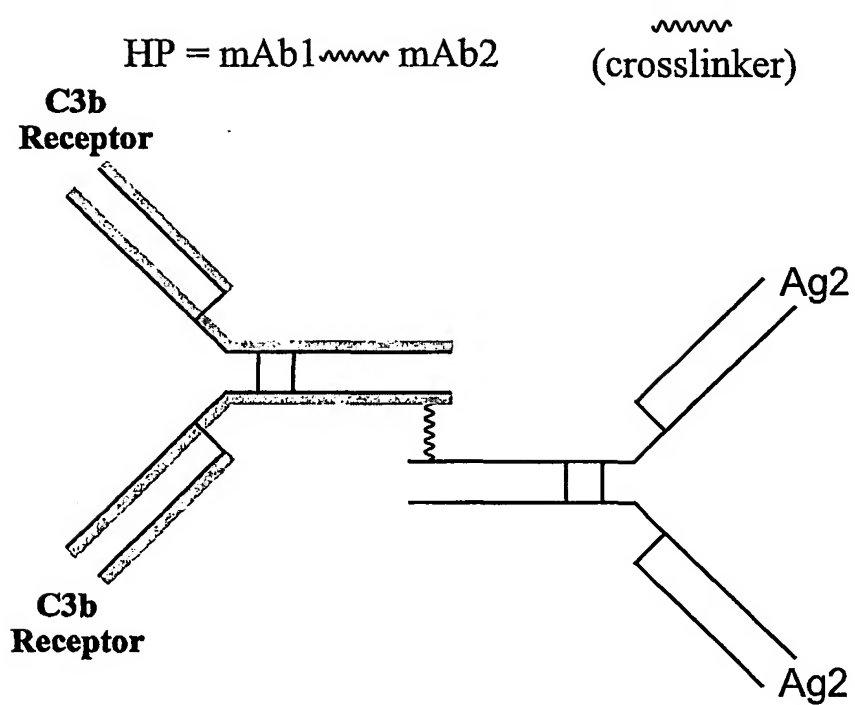 HP = mAb1 mAb2
(crosslinker)
C3b
Receptor
Ag2
C3b
Receptor
Ag2